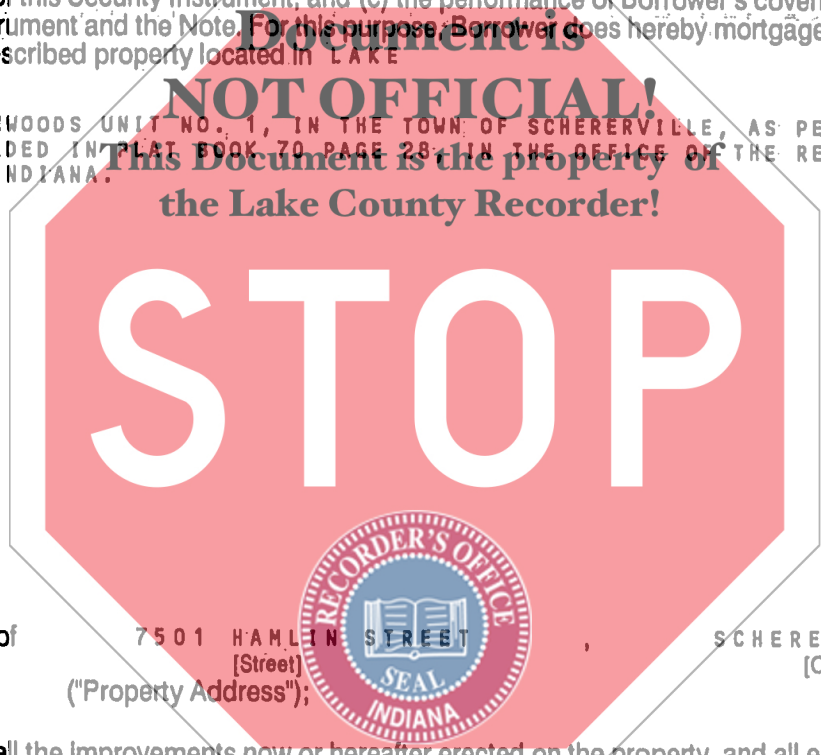 of this Security Instrument; and (c) the performance of Borrower's
rument and the Note. For this purpose, Borrower does hereby mortgage
Document is
scribed property located in LAKE
NOT OFFICIAL!
WOODS UNIT NO. 1, IN THE TOWN OF SCHERERVILLE, AS PE
DED IN PLAT BOOK 70 PAGE 28, IN THE OFFICE OF THE RE
This Document is the property of
NDIANA.
the Lake County Recorder!
STOP
RECORDER'S OFFICE
SEAL
INDIANA
of 7501 HAMLIN STREET , SCHERE
[Street] [C
("Property Address");
all the improvements now or hereafter erected on the property, and all